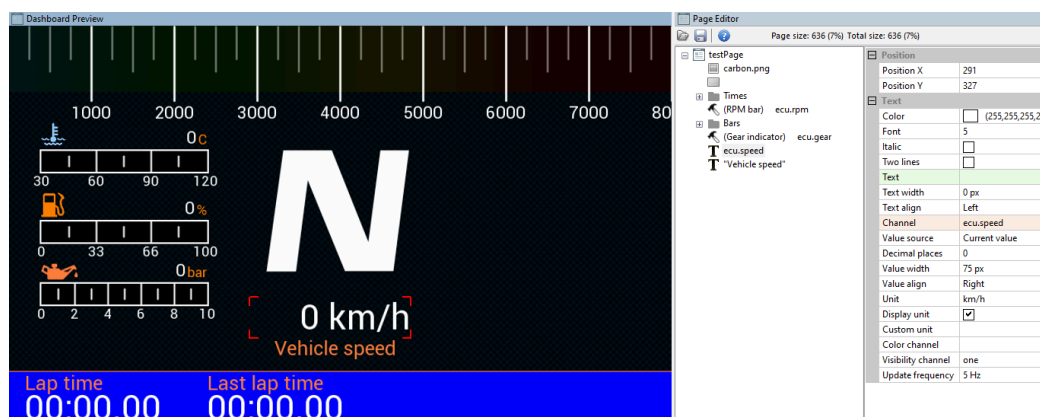 Dashboard Preview
1000 2000 3000 4000 5000 6000 7000 80
0 C
30 60 90 120
0 %
0 33 66 100
0 bar
0 2 4 6 8 10
N
0 km/h
Vehicle speed
Lap time Last lap time
00:00.00 00:00.00
Page Editor
Page size: 636 (7%) Total size: 636 (7%)
testPage
carbon.png
Times
(RPM bar) ecu.rpm
Bars
(Gear indicator) ecu.gear
T ecu.speed
T "Vehicle speed"
Position
Position X 291
Position Y 327
Text
Color (255,255,255,2
Font 5
Italic
Two lines
Text
Text width 0 px
Text align Left
Channel ecu.speed
Value source Current value
Decimal places 0
Value width 75 px
Value align Right
Unit km/h
Display unit
Custom unit
Color channel
Visibility channel one
Update frequency 5 Hz